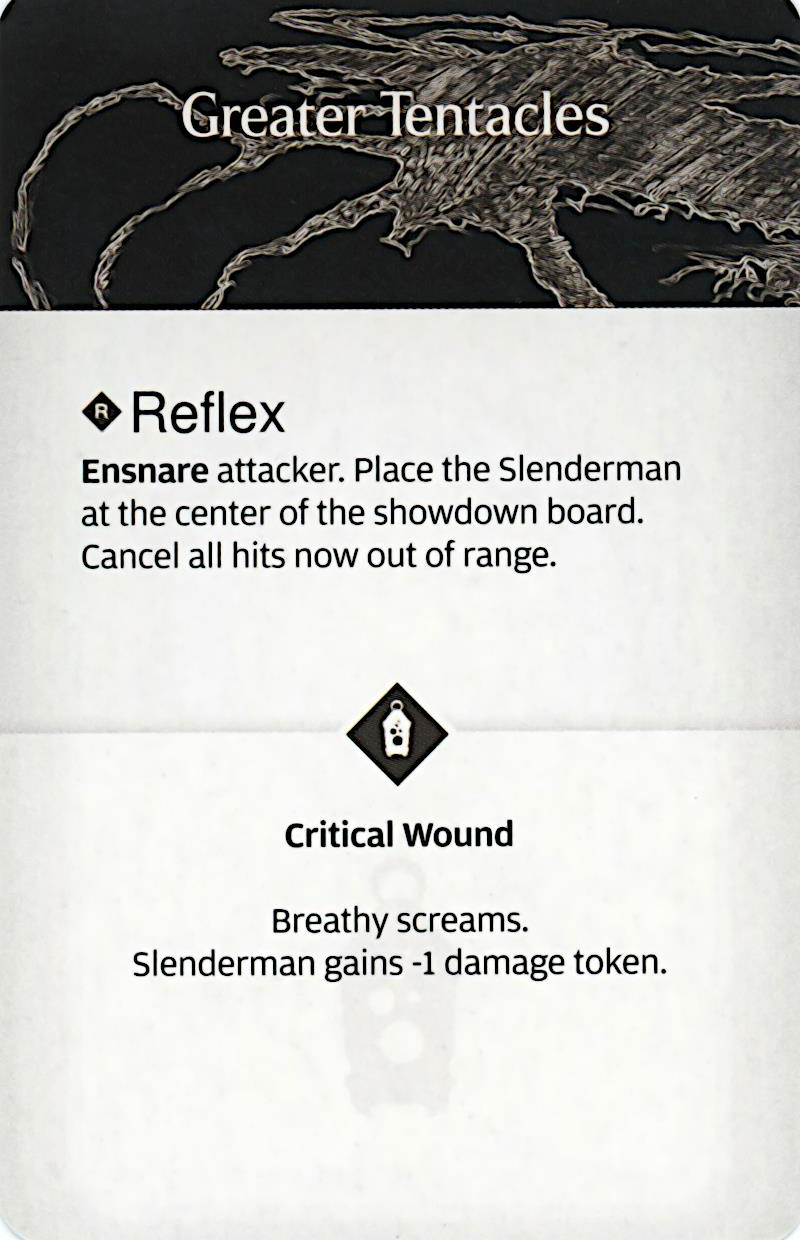 Greater Tentacles
R Reflex
Ensnare attacker. Place the Slenderman
at the center of the showdown board.
Cancel all hits now out of range.
Critical Wound
Breathy screams.
Slenderman gains -1 damage token.